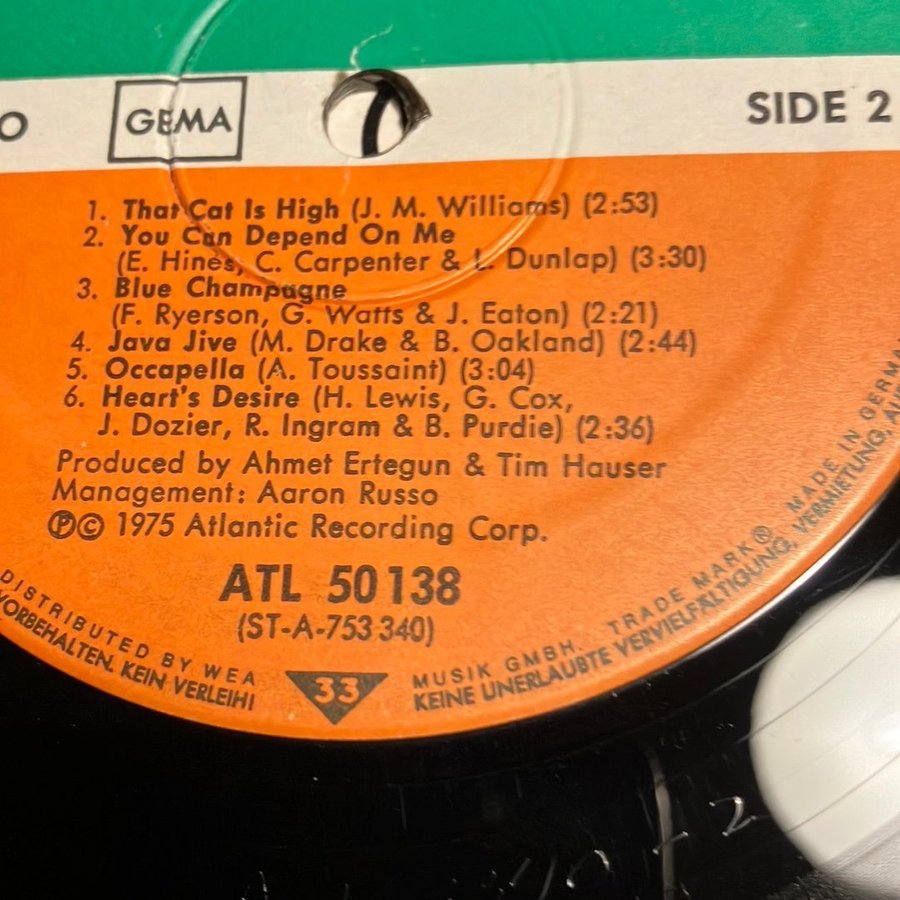 O
GEMA
SIDE 2
1. That Cat Is High (J. M. Williams) (2:53)
2. You Can Depend On Me
(E. Hines, C. Carpenter & L. Dunlap) (3:30)
3. Blue Champagne
(F. Ryerson, G. Watts & J. Eaton) (2:21)
4. Java Jive (M. Drake & B. Oakland) (2:44)
5. Occapella (A. Toussaint) (3:04)
6. Heart's Desire (H. Lewis, G. Cox,
J. Dozier, R. Ingram & B. Purdie) (2:36)
Produced by Ahmet Ertegun & Tim Hauser
Management: Aaron Russo
℗© 1975 Atlantic Recording Corp.
ATL 50 138
(ST-A-753 340)
DISTRIBUTED BY WEA MUSIK GMBH. TRADE MARK® MADE IN GERMAN
VORBEHALTEN. KEIN VERLEIH! KEINE UNERLAUBTE VERVIELFÄLTIGUNG, VERMIETUNG,
33